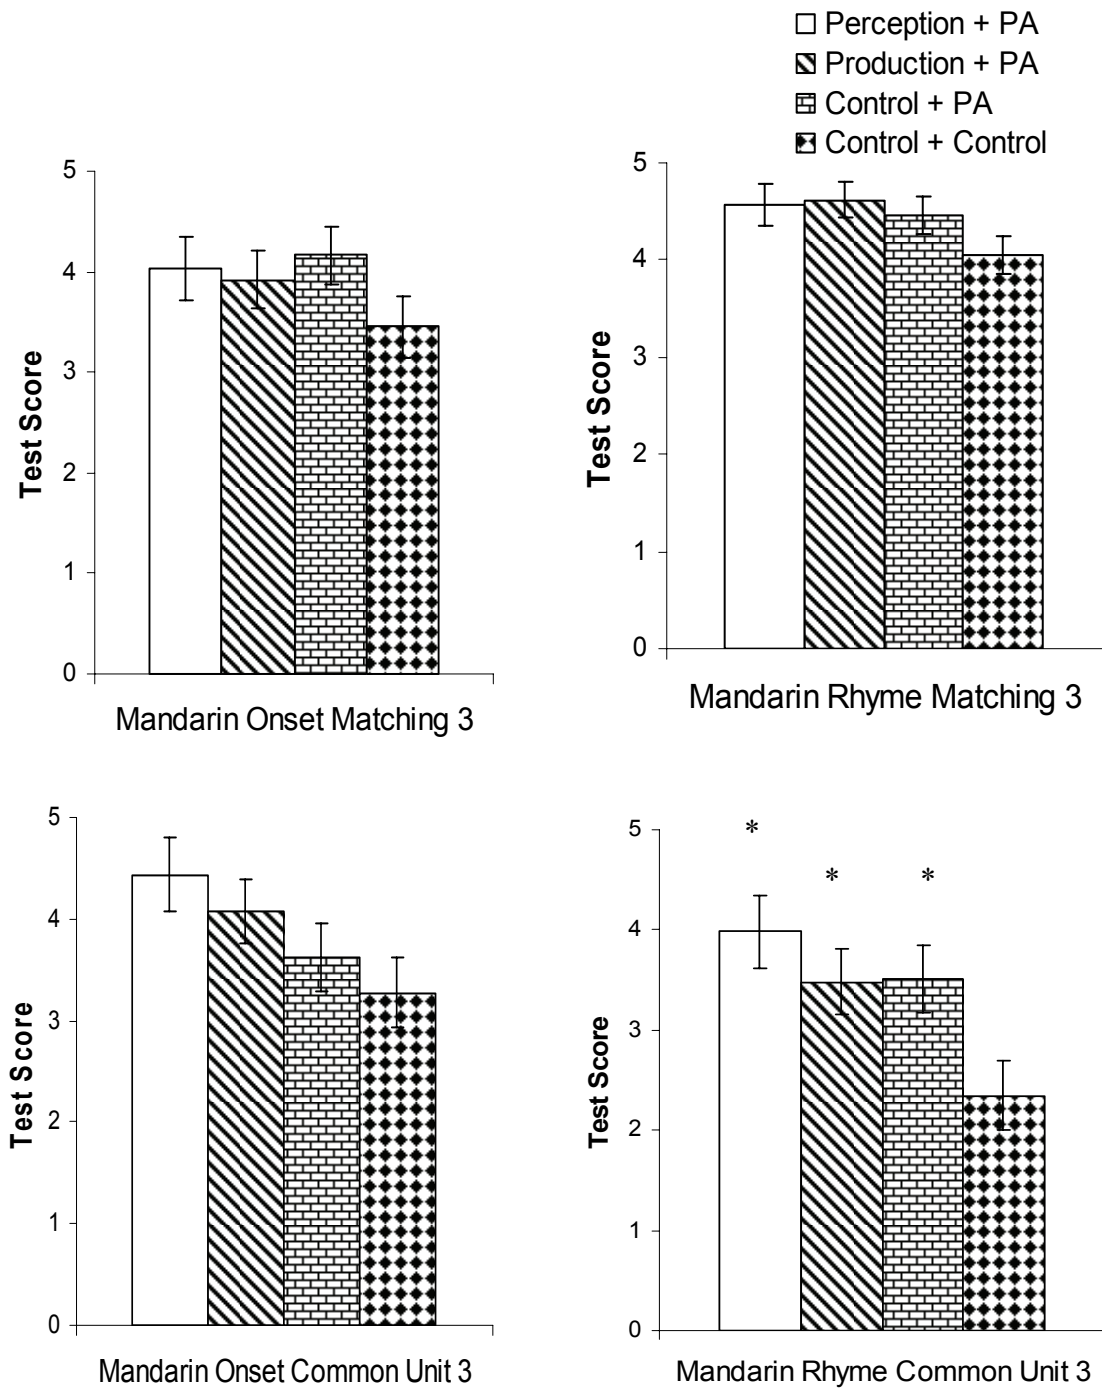 Perception + PA
Production + PA
Control + PA
Control + Control
5
4
3
2
1
0
Test Score
Mandarin Onset Matching 3
5
4
3
2
1
0
Test Score
Mandarin Rhyme Matching 3
5
4
3
2
1
0
Test Score
Mandarin Onset Common Unit 3
5
4
3
2
1
0
Test Score
*
*
*
Mandarin Rhyme Common Unit 3